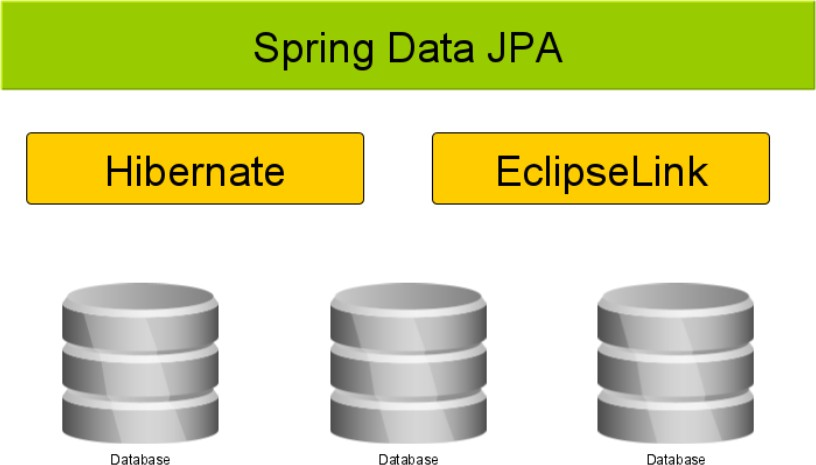 Spring Data JPA
Hibernate
EclipseLink
Database
Database
Database